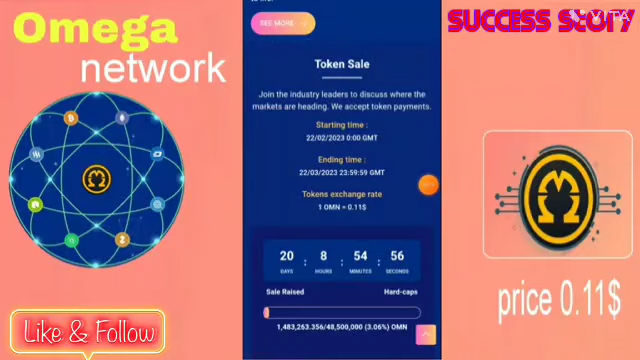 Omega
network
SEE MORE
Token Sale
Join the industry leaders to discuss where the
markets are heading. We accept token payments.
Starting time :
22/02/2023 0:00 GMT
Ending time :
22/03/2023 23:59:59 GMT
Tokens exchange rate
1 OMN = 0.11$
20 : 8 : 54 : 56
DAYS HOURS MINUTES SECONDS
Sale Raised Hard-caps
1,483,263.356/48,500,000 (3.06%) OMN
SUCCESS STORY
VITA
price 0.11$
Like & Follow